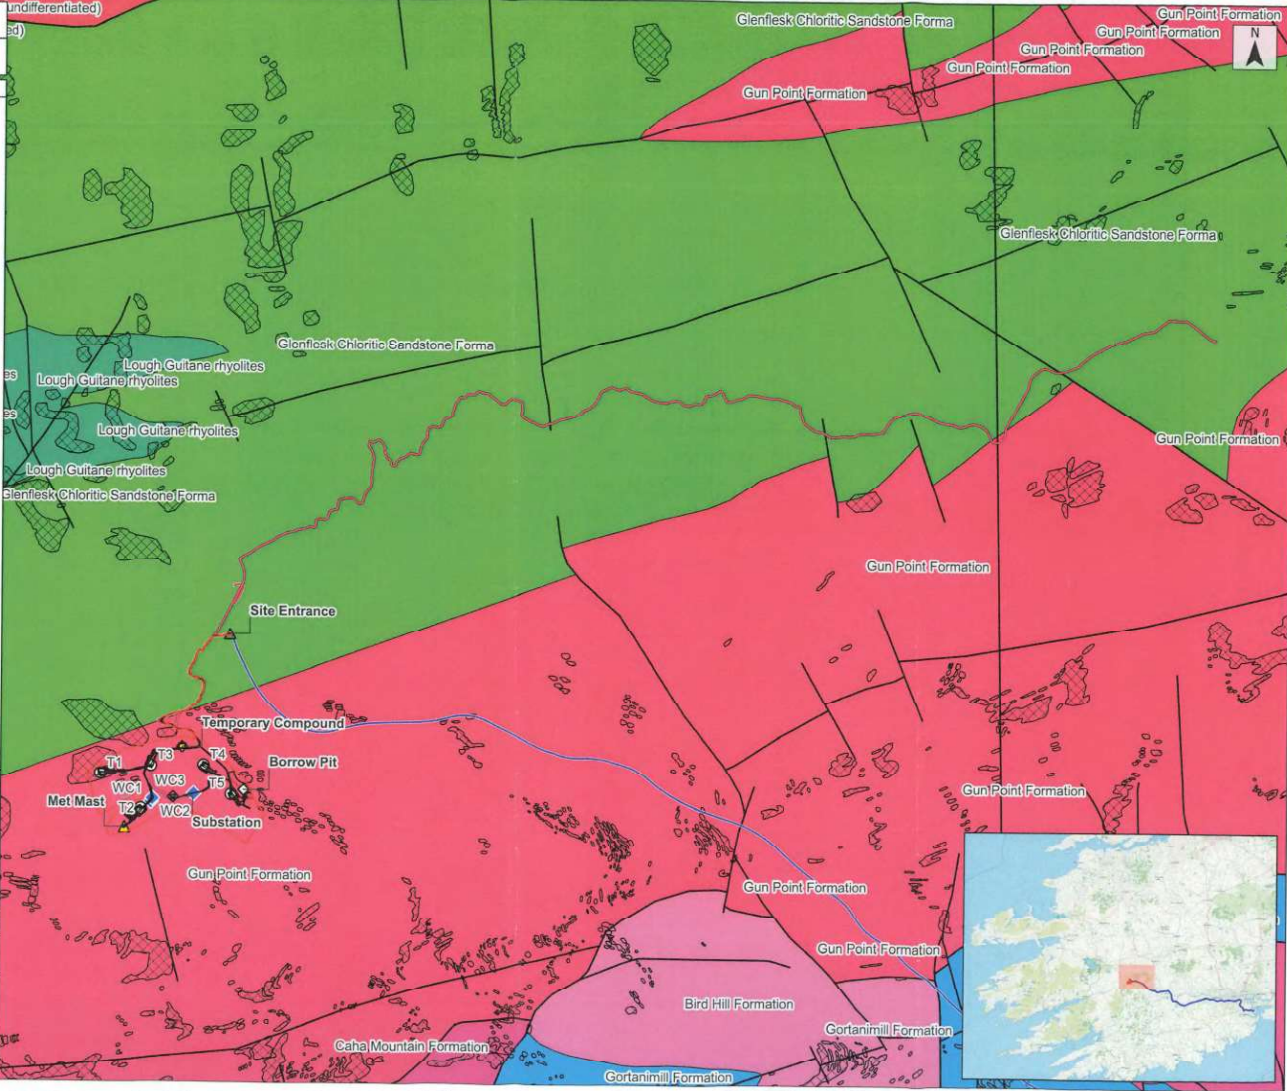 undifferentiated)
ed)
Glenflesk Chloritic Sandstone Forma
Gun Point Formation
Gun Point Formation
Gun Point Formation
Gun Point Formation
Gun Point Formation
N
Glenflesk Chloritic Sandstone Forma
Glenflesk Chloritic Sandstone Forma
Lough Guitane rhyolites
es
Lough Guitane rhyolites
es
Lough Guitane rhyolites
Gun Point Formation
Lough Guitane rhyolites
Glenflesk Chloritic Sandstone Forma
Gun Point Formation
Site Entrance
Temporary Compound
T1
T3
T4
Borrow Pit
WC1
WC3
T5
Met Mast
T2
WC2
Substation
Gun Point Formation
Gun Point Formation
Gun Point Formation
Gun Point Formation
Bird Hill Formation
Gortanimill Formation
Caha Mountain Formation
Gortanimill Formation